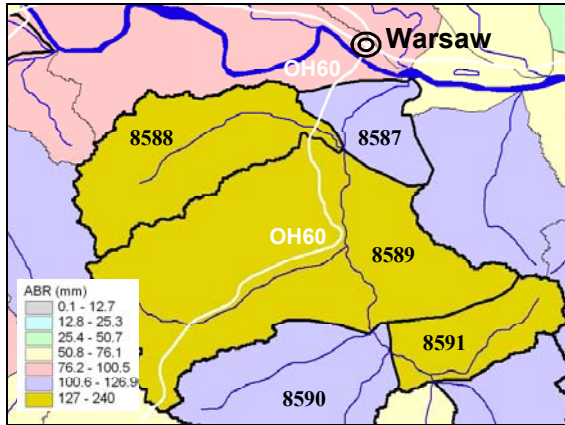 Warsaw
OH60
8588
8587
OH60
8589
ABR (mm)
0.1 - 12.7
12.8 - 25.3
25.4 - 50.7
50.8 - 76.1
76.2 - 100.5
100.6 - 126.9
127 - 240
8591
8590